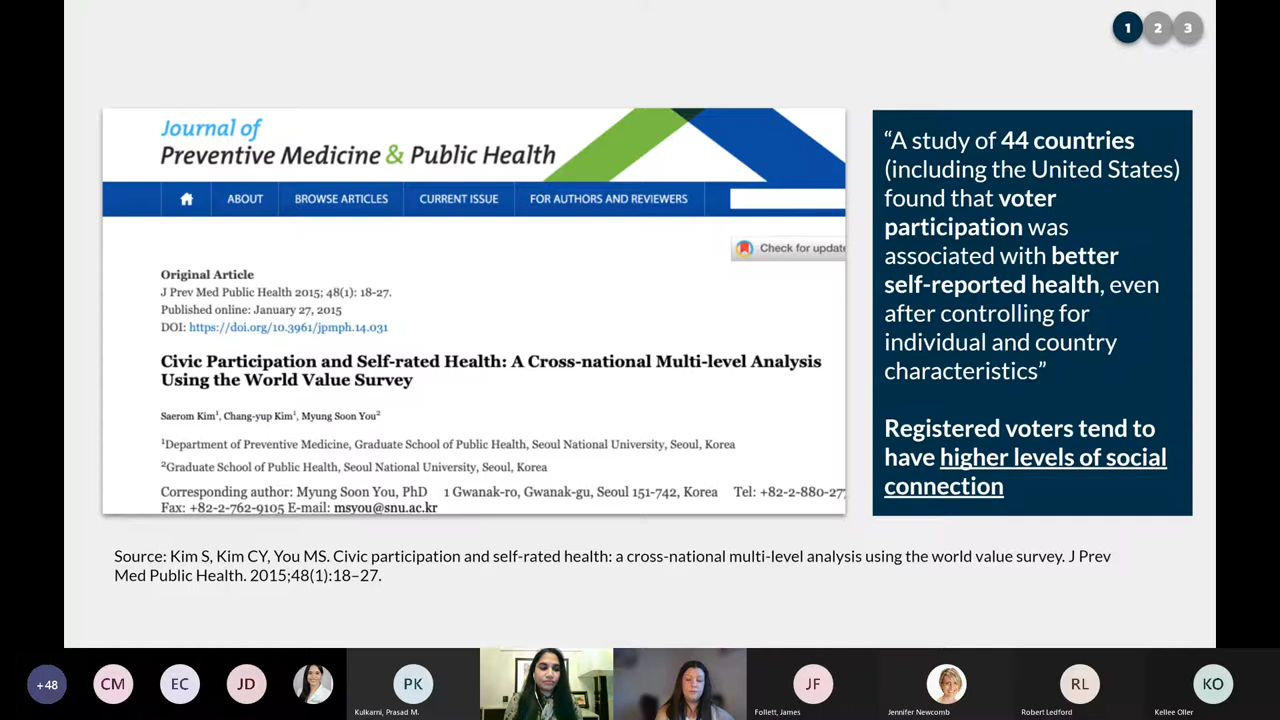 1 2 3
Journal of
Preventive Medicine & Public Health
ABOUT BROWSE ARTICLES CURRENT ISSUE FOR AUTHORS AND REVIEWERS
Check for update
Original Article
J Prev Med Public Health 2015; 48(1): 18-27.
Published online: January 27, 2015
DOI: https://doi.org/10.3961/jpmph.14.031
Civic Participation and Self-rated Health: A Cross-national Multi-level Analysis
Using the World Value Survey
Saerom Kim1, Chang-yup Kim1, Myung Soon You2
1Department of Preventive Medicine, Graduate School of Public Health, Seoul National University, Seoul, Korea
2Graduate School of Public Health, Seoul National University, Seoul, Korea
Corresponding author: Myung Soon You, PhD 1 Gwanak-ro, Gwanak-gu, Seoul 151-742, Korea Tel: +82-2-880-277
Fax: +82-2-762-9105 E-mail: msyou@snu.ac.kr
“A study of 44 countries
(including the United States)
found that voter
participation was
associated with better
self-reported health, even
after controlling for
individual and country
characteristics”
Registered voters tend to
have higher levels of social
connection
Source: Kim S, Kim CY, You MS. Civic participation and self-rated health: a cross-national multi-level analysis using the world value survey. J Prev
Med Public Health. 2015;48(1):18–27.
+48 CM EC JD PK JF RL KO
Kulkarni, Prasad M. Follett, James Jennifer Newcomb Robert Ledford Kellee Oller